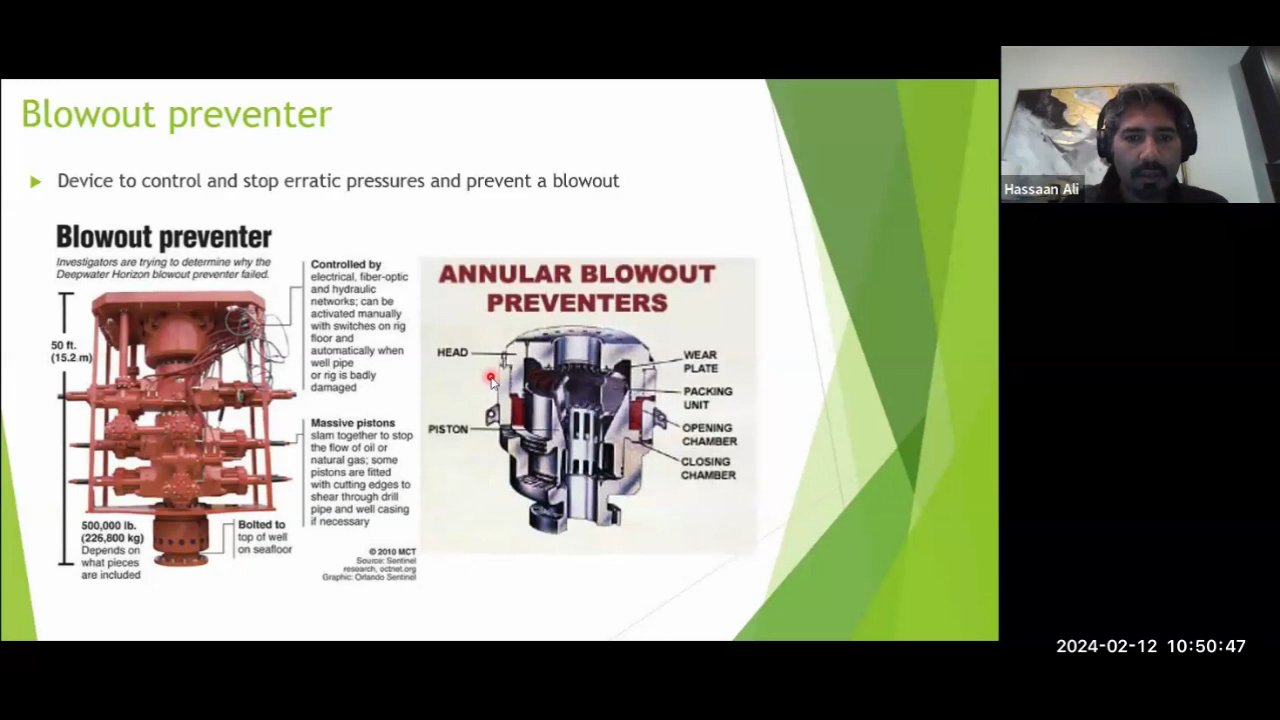 Blowout preventer
Device to control and stop erratic pressures and prevent a blowout
Blowout preventer
Investigators are trying to determine why the
Deepwater Horizon blowout preventer failed.
50 ft.
(15.2 m)
Controlled by
electrical, fiber-optic
and hydraulic
networks; can be
activated manually
with switches on rig
floor and
automatically when
well pipe
or rig is badly
damaged
Massive pistons
slam together to stop
the flow of oil or
natural gas; some
pistons are fitted
with cutting edges to
shear through drill
pipe and well casing
if necessary
500,000 lb.
(226,800 kg)
Depends on
what pieces
are included
Bolted to
top of well
on seafloor
© 2010 MCT
Source: Sentinel
research, octnet.org
Graphic: Orlando Sentinel
ANNULAR BLOWOUT
PREVENTERS
HEAD
PISTON
WEAR
PLATE
PACKING
UNIT
OPENING
CHAMBER
CLOSING
CHAMBER
Hassaan Ali
2024-02-12 10:50:47